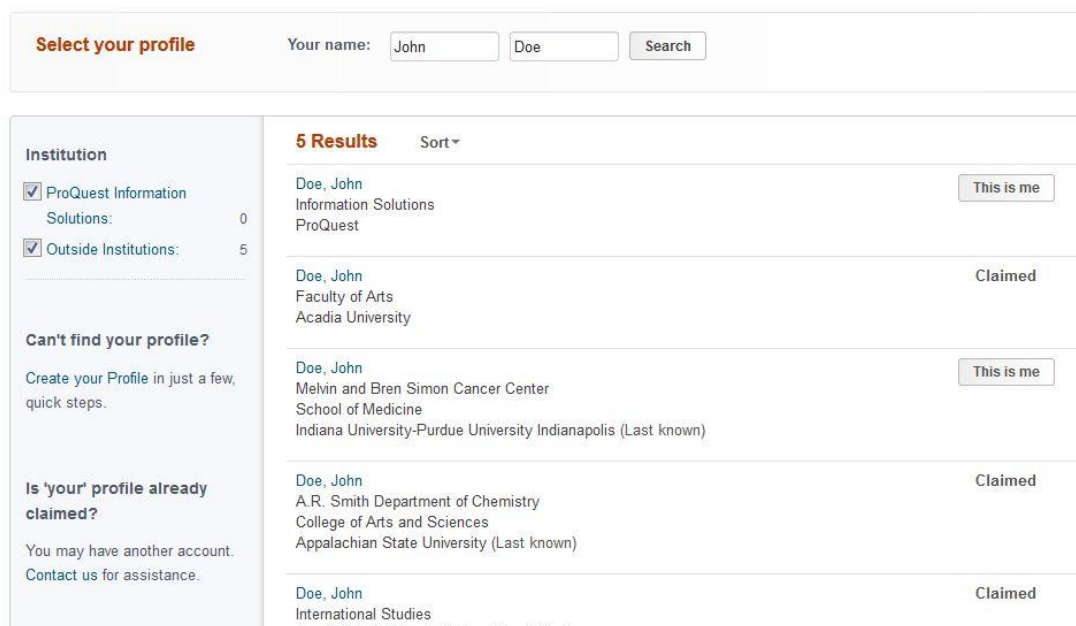 Select your profile
Your name: John Doe Search
Institution
ProQuest Information
Solutions: 0
Outside Institutions: 5
Can't find your profile?
Create your Profile in just a few,
quick steps.
Is 'your' profile already
claimed?
You may have another account.
Contact us for assistance.
5 Results Sort
Doe, John This is me
Information Solutions
ProQuest
Doe, John Claimed
Faculty of Arts
Acadia University
Doe, John This is me
Melvin and Bren Simon Cancer Center
School of Medicine
Indiana University-Purdue University Indianapolis (Last known)
Doe, John Claimed
A.R. Smith Department of Chemistry
College of Arts and Sciences
Appalachian State University (Last known)
Doe, John Claimed
International Studies